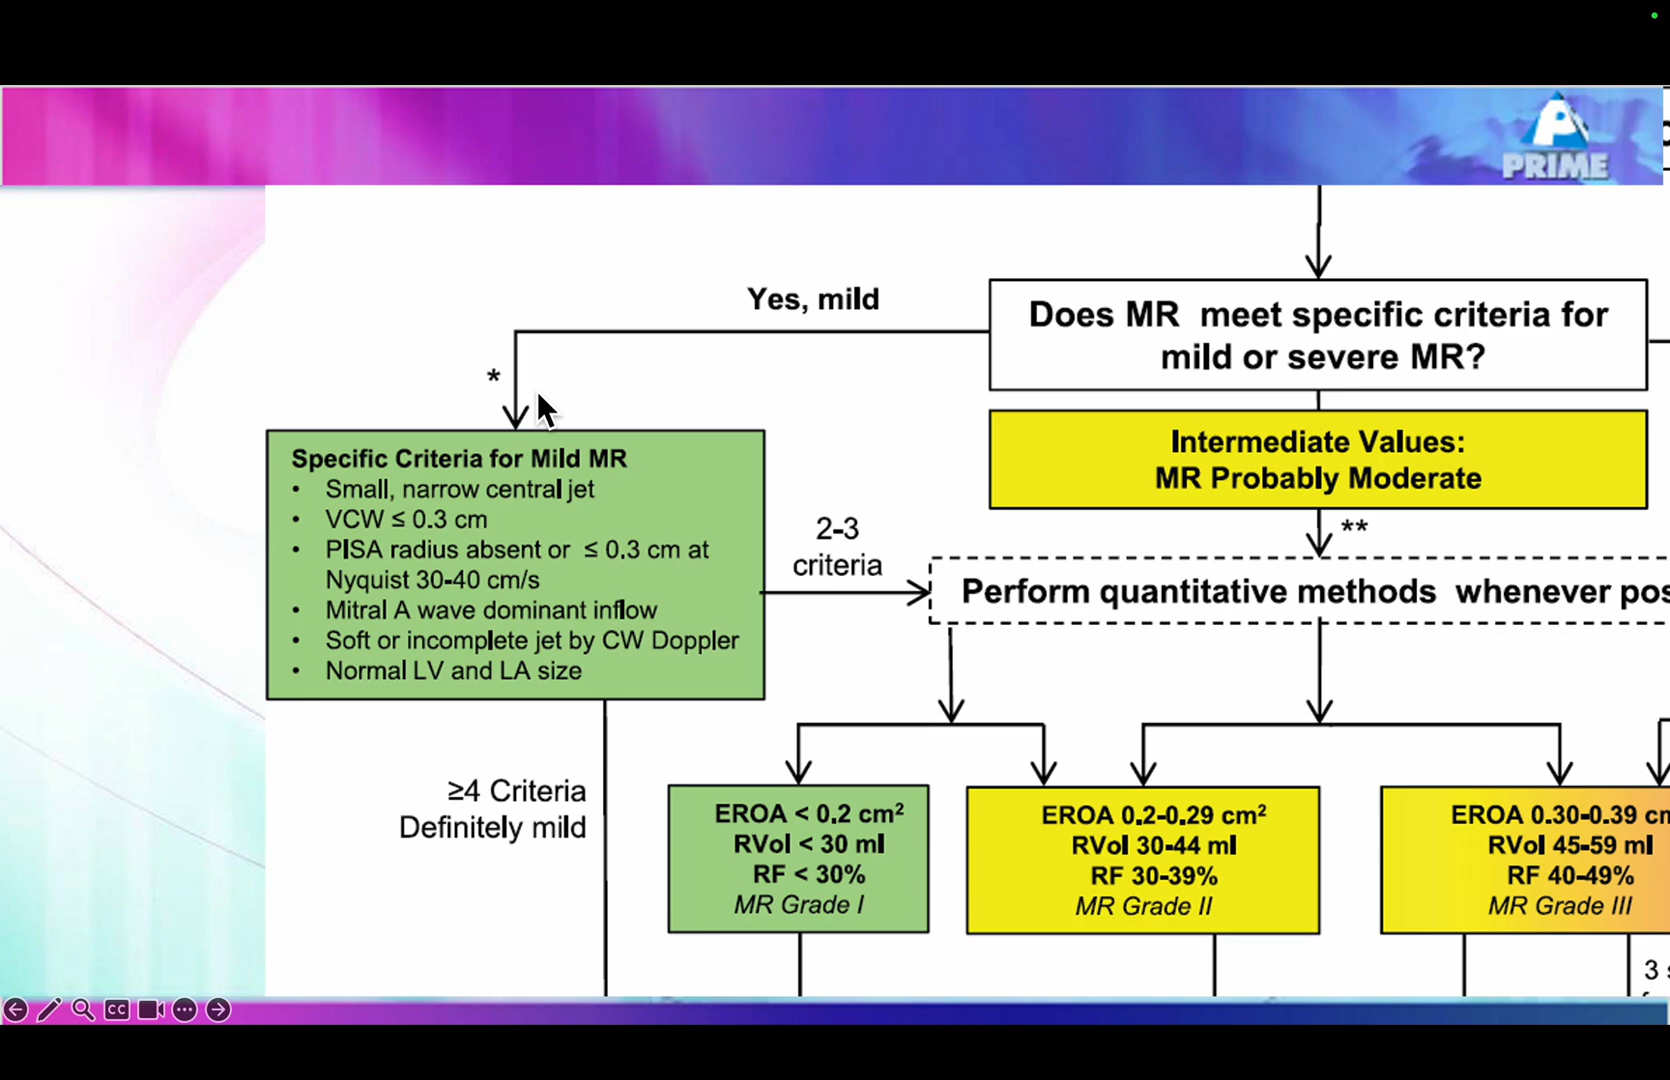 PRIME
Yes, mild
Does MR meet specific criteria for
mild or severe MR?
*
Intermediate Values:
MR Probably Moderate
**
Specific Criteria for Mild MR
• Small, narrow central jet
• VCW ≤ 0.3 cm
• PISA radius absent or ≤ 0.3 cm at
Nyquist 30-40 cm/s
• Mitral A wave dominant inflow
• Soft or incomplete jet by CW Doppler
• Normal LV and LA size
2-3
criteria
Perform quantitative methods whenever pos
≥4 Criteria
Definitely mild
EROA < 0.2 cm²
RVol < 30 ml
RF < 30%
MR Grade I
EROA 0.2-0.29 cm²
RVol 30-44 ml
RF 30-39%
MR Grade II
EROA 0.30-0.39 cm
RVol 45-59 ml
RF 40-49%
MR Grade III
3
CC